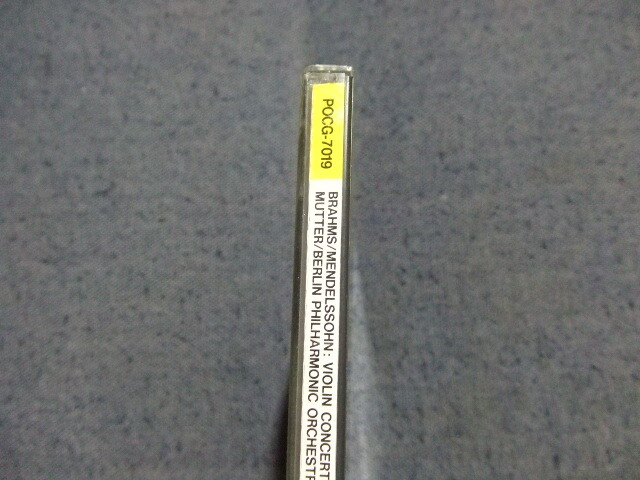 POCG-7019
BRAHMS/MENDELSSOHN: VIOLIN CONCERT
MUTTER/BERLIN PHILHARMONIC ORCHESTR